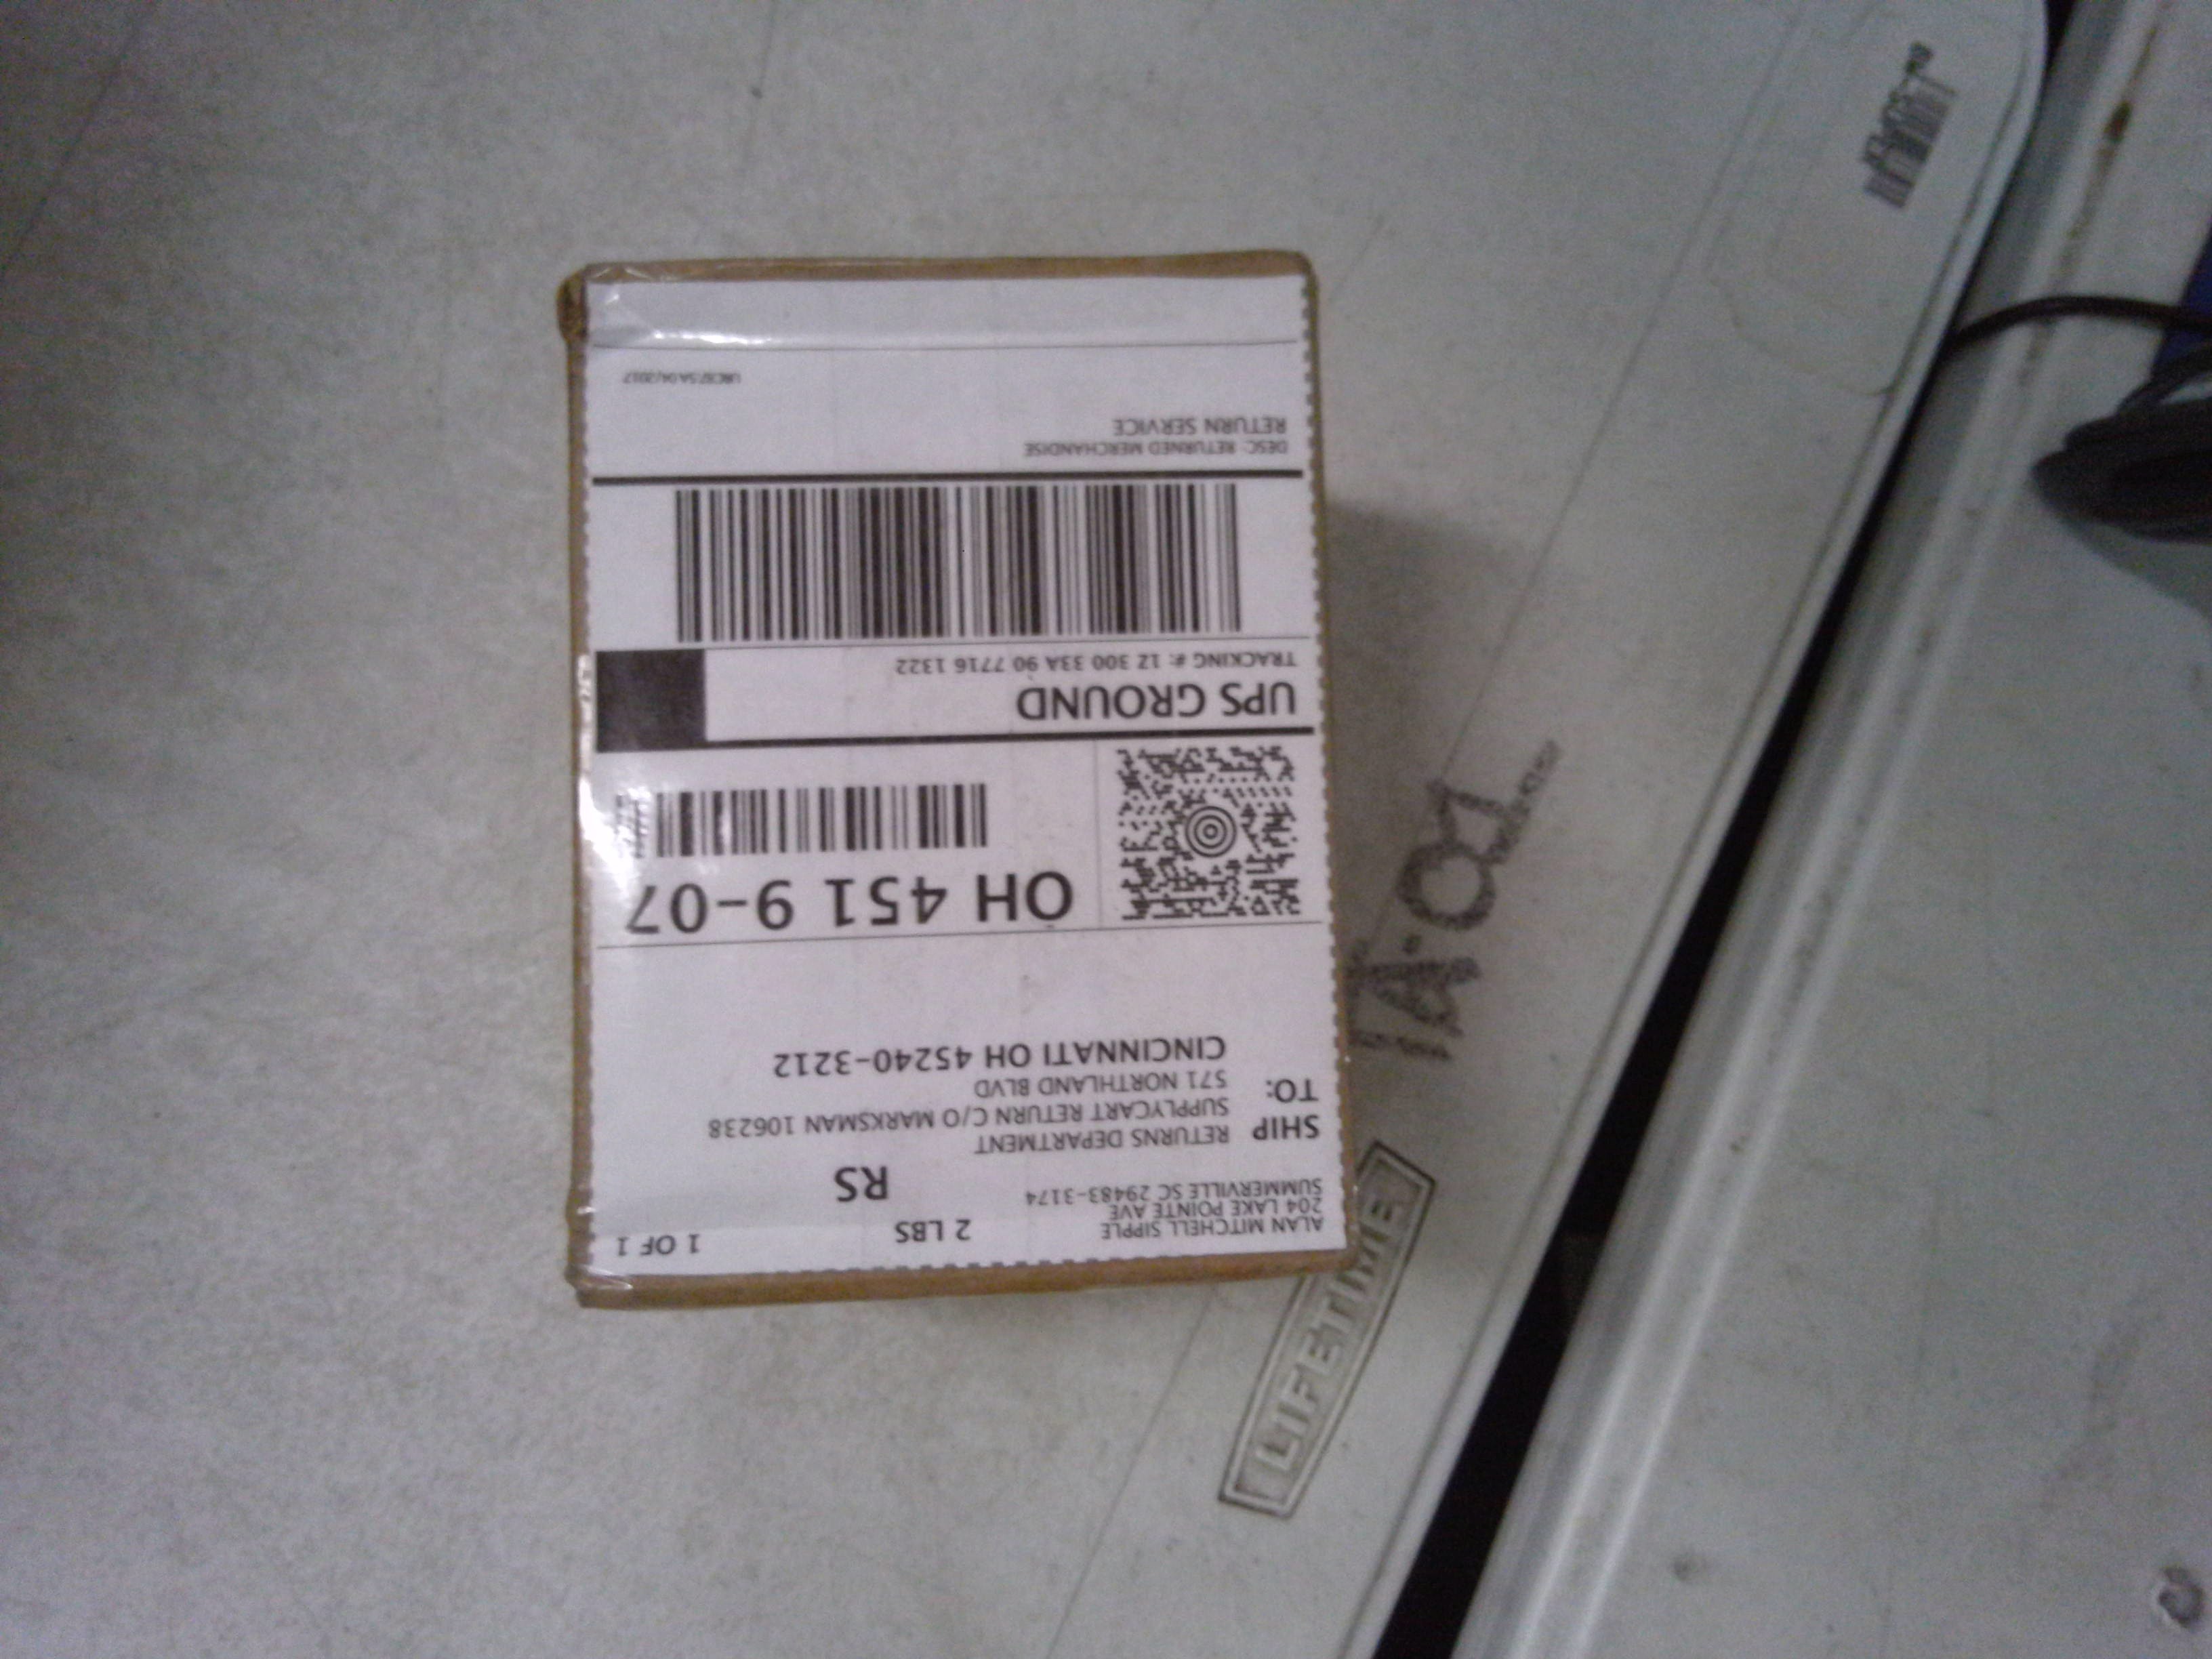 ALAN MITCHELL SIPPLE
204 LAKE POINTE AVE
SUMMERVILLE SC 29483-3174
2 LBS
1 OF 1
RS
SHIP
TO:
RETURNS DEPARTMENT
SUPPLYCART RETURN C/O MARKSMAN 106238
571 NORTHLAND BLVD
CINCINNATI OH 45240-3212
OH 451 9-07
UPS GROUND
TRACKING #: 1Z 300 33A 90 7716 1322
DESC: RETURNED MERCHANDISE
RETURN SERVICE
LIFETIME